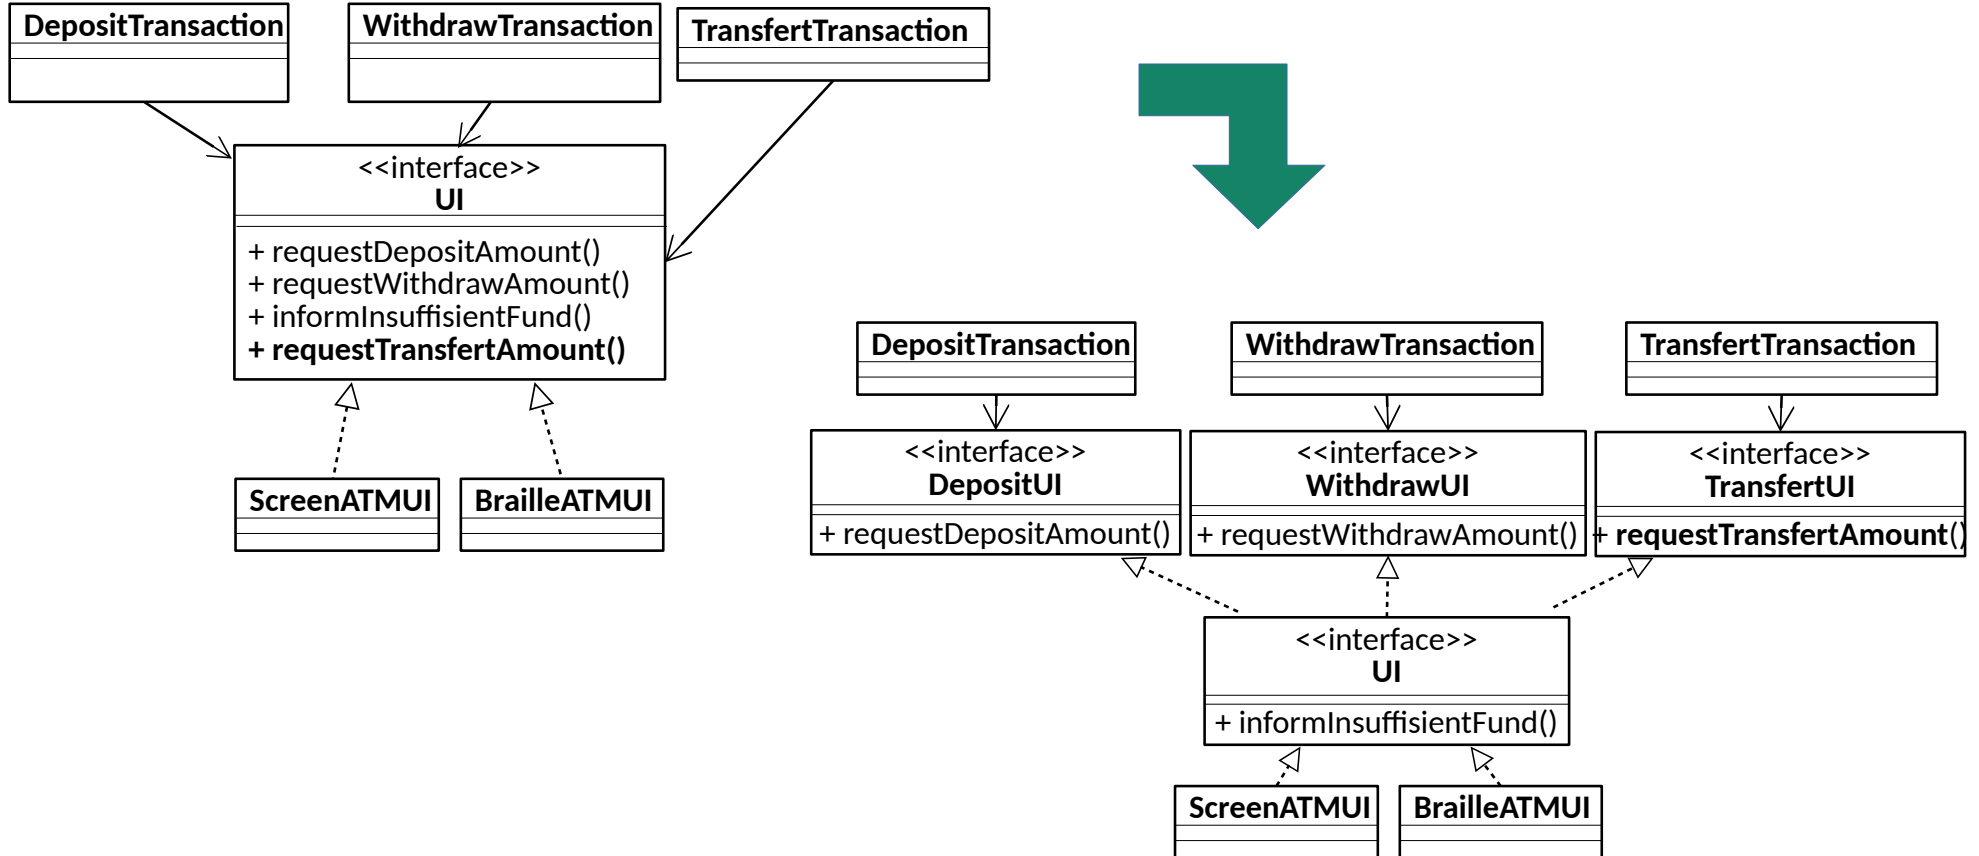 DepositTransaction
WithdrawTransaction
TransfertTransaction
<<interface>>
UI
+ requestDepositAmount()
+ requestWithdrawAmount()
+ informInsuffisientFund()
+ requestTransfertAmount()
ScreenATMUI
BrailleATMUI
DepositTransaction
WithdrawTransaction
TransfertTransaction
<<interface>>
DepositUI
+ requestDepositAmount()
<<interface>>
WithdrawUI
+ requestWithdrawAmount()
<<interface>>
TransfertUI
+ requestTransfertAmount()
<<interface>>
UI
+ informInsuffisientFund()
ScreenATMUI
BrailleATMUI